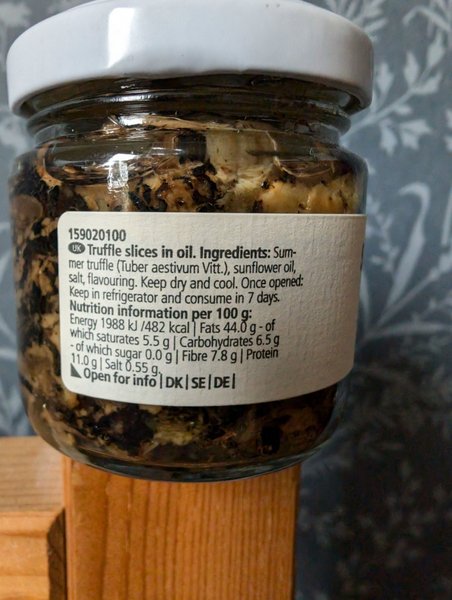 159020100
UK Truffle slices in oil. Ingredients: Sum-
mer truffle (Tuber aestivum Vitt.), sunflower oil,
salt, flavouring. Keep dry and cool. Once opened:
Keep in refrigerator and consume in 7 days.
Nutrition information per 100 g:
Energy 1988 kJ /482 kcal | Fats 44.0 g - of
which saturates 5.5 g | Carbohydrates 6.5 g
- of which sugar 0.0 g | Fibre 7.8 g | Protein
11.0 g | Salt 0.55 g.
Open for info | DK | SE | DE |